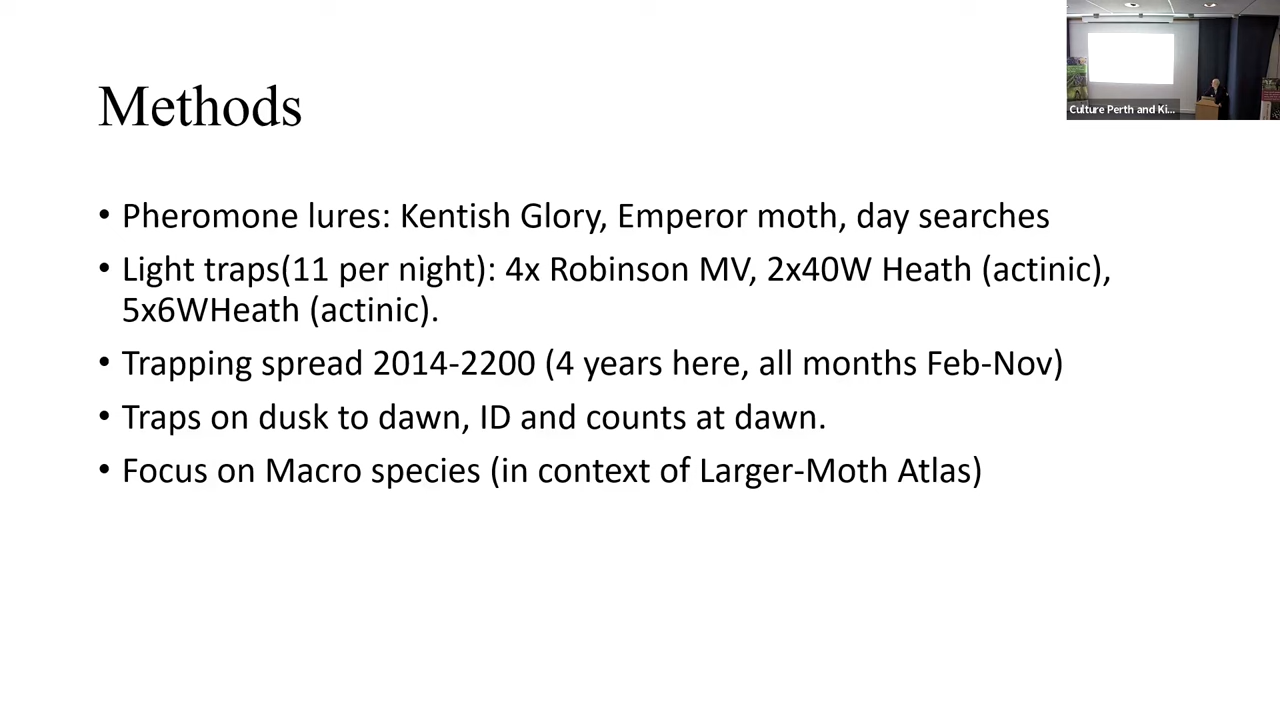 Culture Perth and Ki...
Methods
• Pheromone lures: Kentish Glory, Emperor moth, day searches
• Light traps(11 per night): 4x Robinson MV, 2x40W Heath (actinic),
5x6WHeath (actinic).
• Trapping spread 2014-2200 (4 years here, all months Feb-Nov)
• Traps on dusk to dawn, ID and counts at dawn.
• Focus on Macro species (in context of Larger-Moth Atlas)